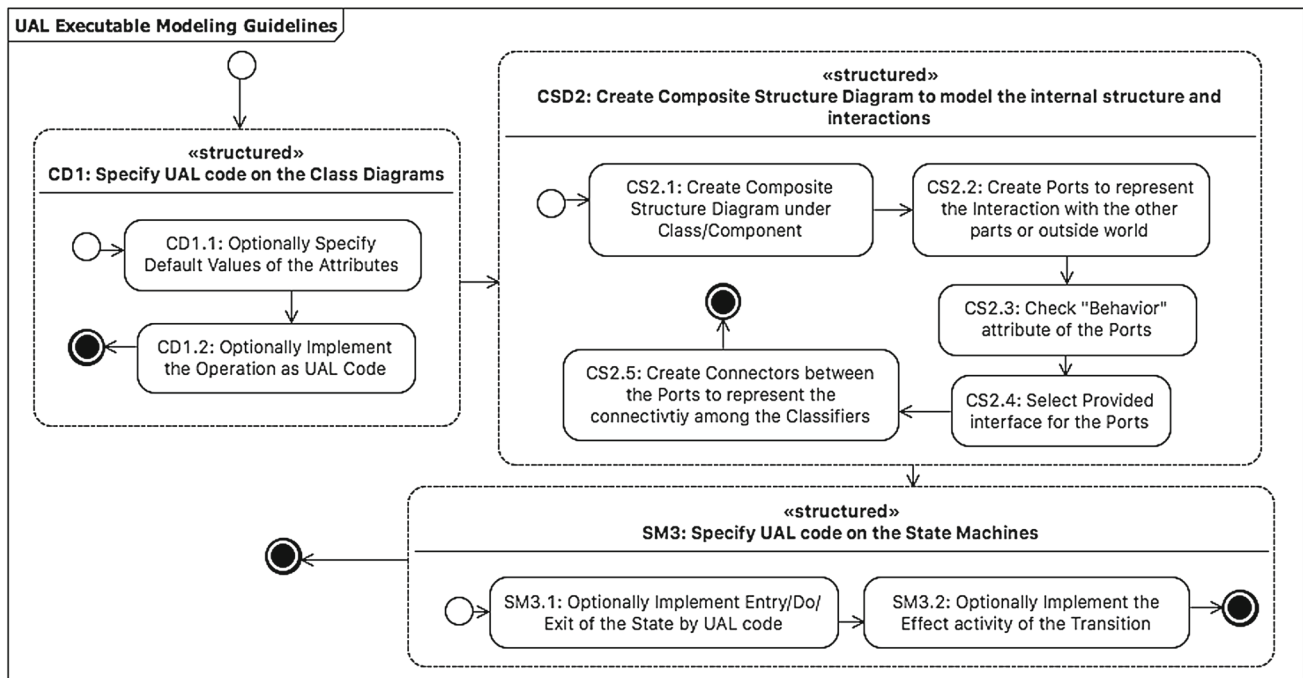 UAL Executable Modeling Guidelines
«structured»
CD1: Specify UAL code on the Class Diagrams
CD1.1: Optionally Specify
Default Values of the Attributes
CD1.2: Optionally Implement
the Operation as UAL Code
«structured»
CSD2: Create Composite Structure Diagram to model the internal structure and
interactions
CS2.1: Create Composite
Structure Diagram under
Class/Component
CS2.2: Create Ports to represent
the Interaction with the other
parts or outside world
CS2.3: Check "Behavior"
attribute of the Ports
CS2.4: Select Provided
interface for the Ports
CS2.5: Create Connectors between
the Ports to represent the
connectivtiy among the Classifiers
«structured»
SM3: Specify UAL code on the State Machines
SM3.1: Optionally Implement Entry/Do/
Exit of the State by UAL code
SM3.2: Optionally Implement the
Effect activity of the Transition